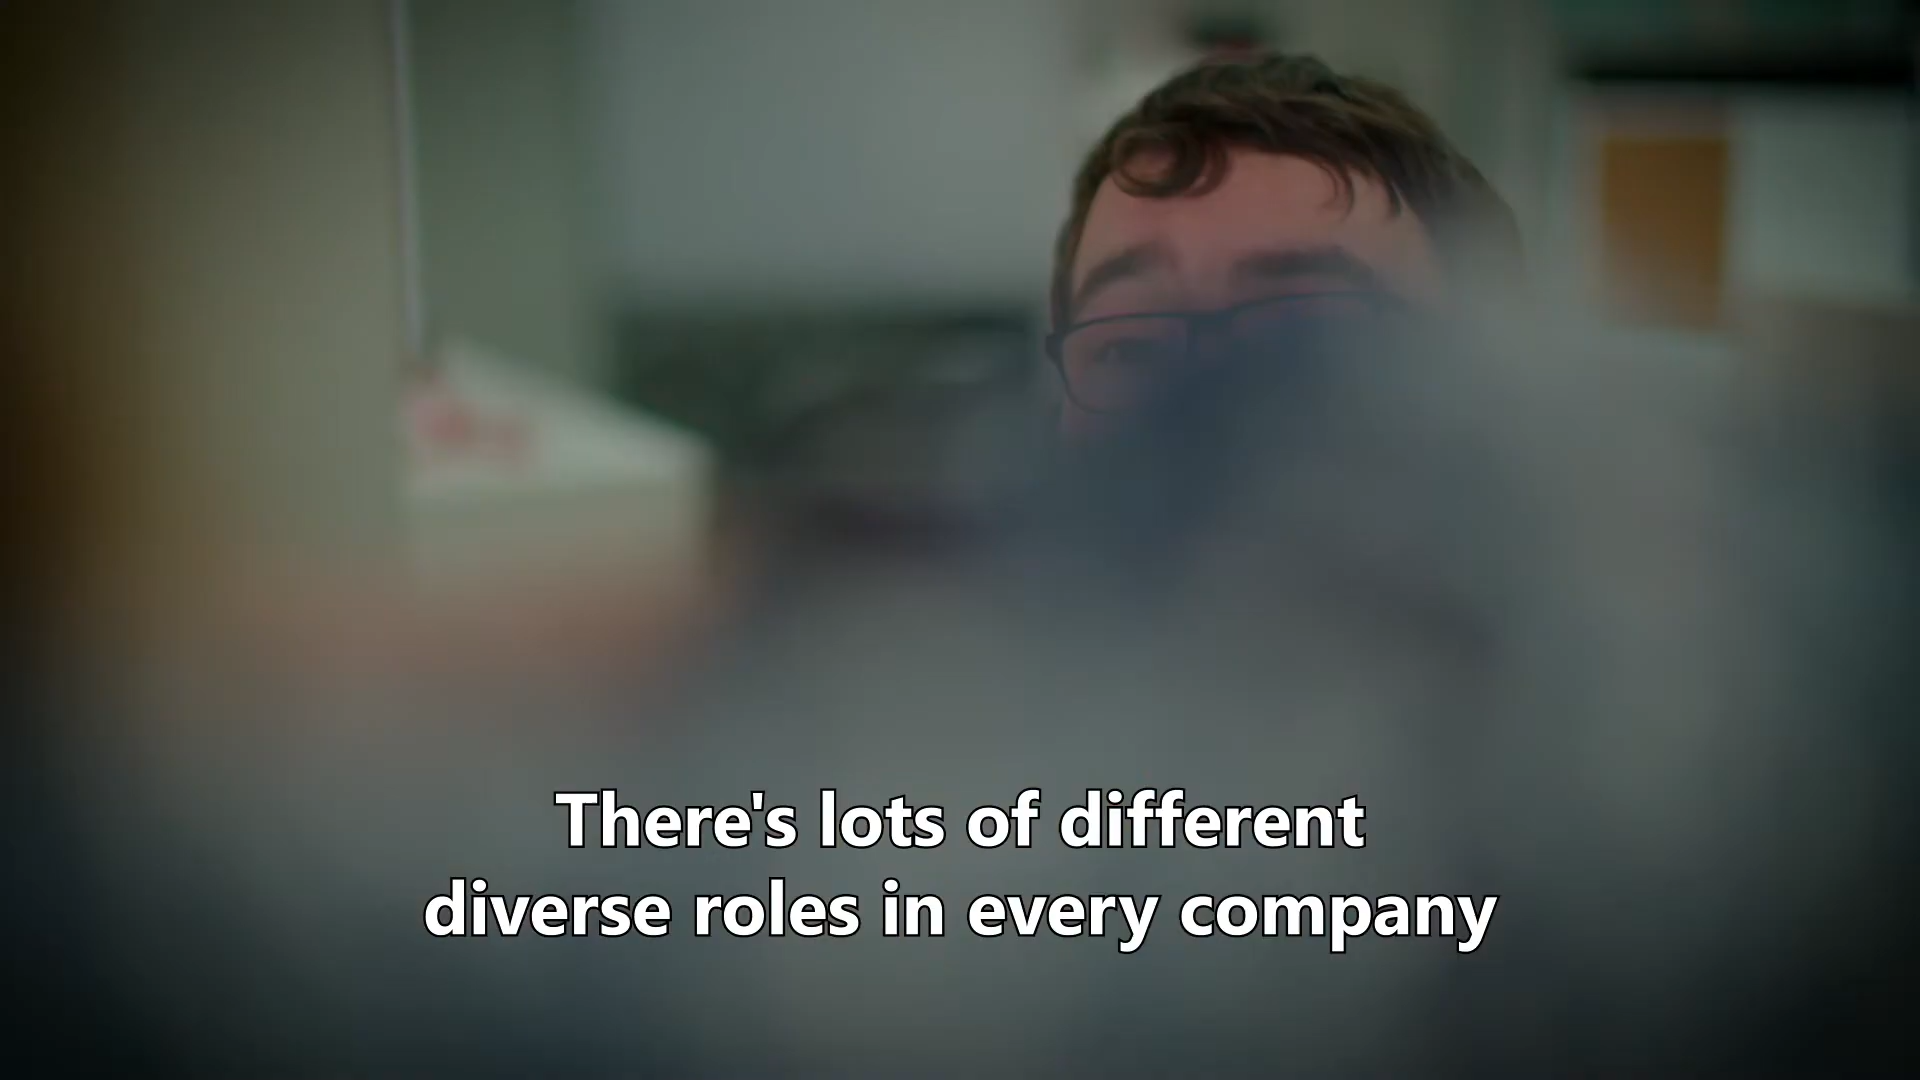 There's lots of different
diverse roles in every company